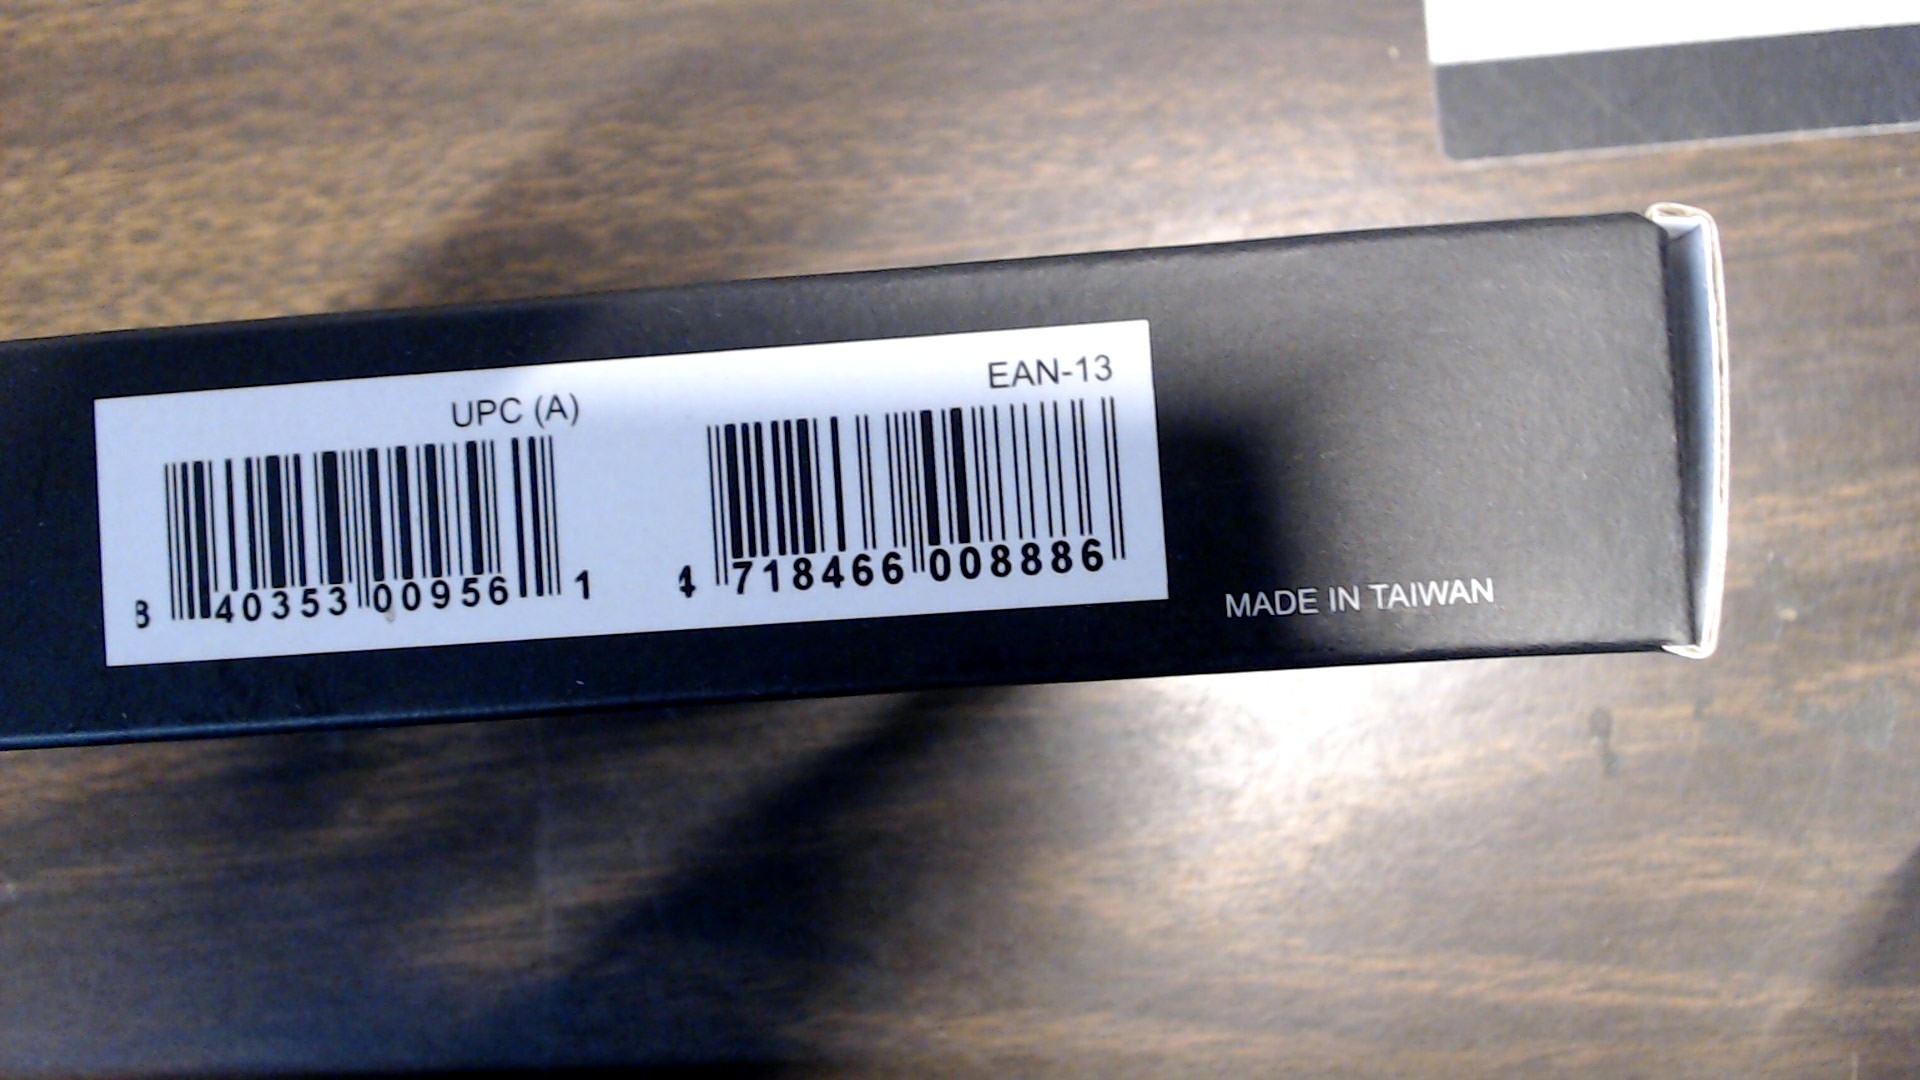 UPC (A)
8 40353 00956 1
EAN-13
4 718466 008886
MADE IN TAIWAN